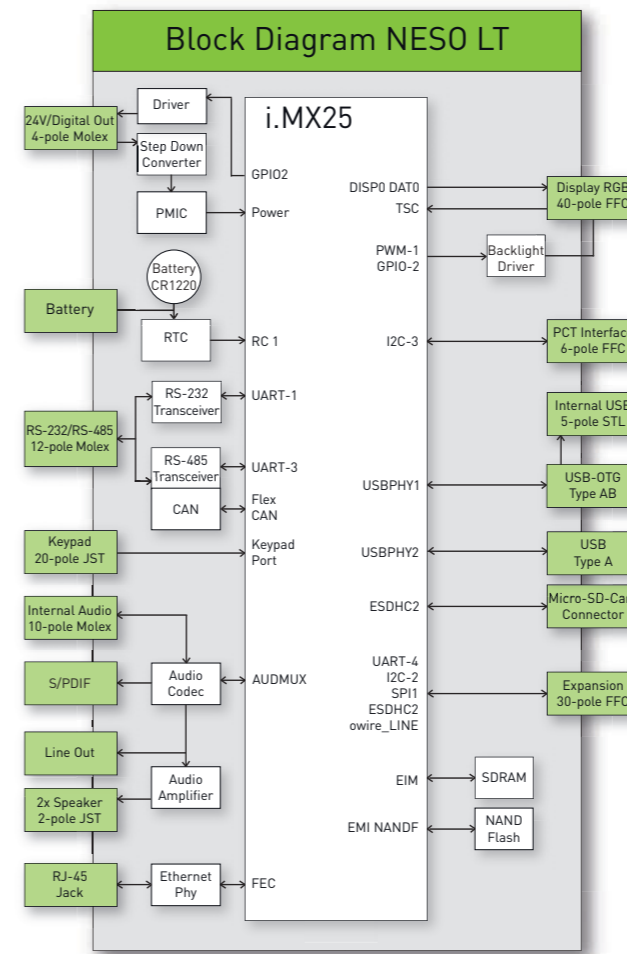 Block Diagram NESO LT
i.MX25
24V/Digital Out
4-pole Molex
Driver
Step Down
Converter
PMIC
GPIO2
Power
Battery
CR1220
Battery
RTC
RC 1
RS-232/RS-485
12-pole Molex
RS-232
Transceiver
UART-1
RS-485
Transceiver
UART-3
CAN
Flex
CAN
Keypad
20-pole JST
Keypad
Port
Internal Audio
10-pole Molex
S/PDIF
Audio
Codec
AUDMUX
Line Out
2x Speaker
2-pole JST
Audio
Amplifier
RJ-45
Jack
Ethernet
Phy
FEC
DISP0 DAT0
TSC
Display RGB
40-pole FFC
PWM-1
GPIO-2
Backlight
Driver
I2C-3
PCT Interfac
6-pole FFC
Internal USB
5-pole STL
USBPHY1
USB-OTG
Type AB
USBPHY2
USB
Type A
ESDHC2
Micro-SD-Car
Connector
UART-4
I2C-2
SPI1
ESDHC2
owire_LINE
Expansion
30-pole FFC
EIM
SDRAM
EMI NANDF
NAND
Flash